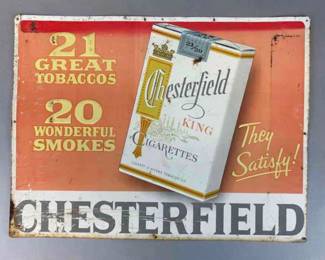 21
GREAT
TOBACCOS
20
WONDERFUL
SMOKES
Chesterfield
KING
CIGARETTES
They
Satisfy!
CHESTERFIELD